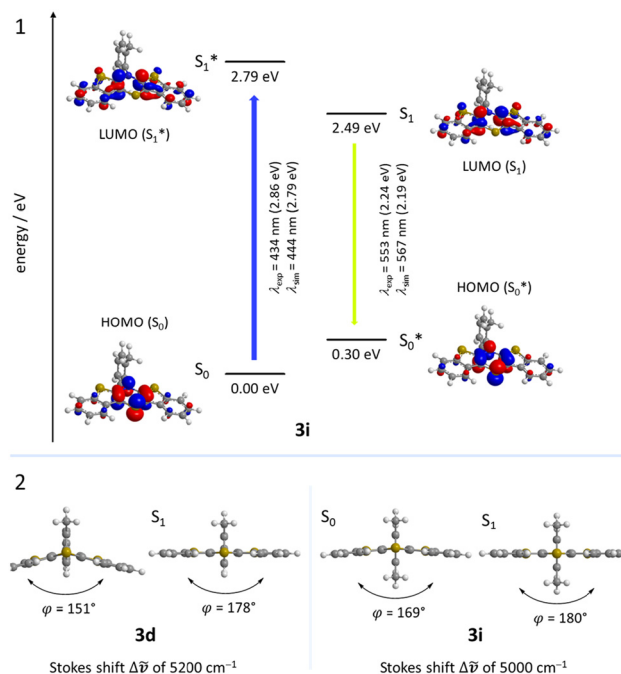 1
energy / eV
S₁*
2.79 eV
LUMO (S₁*)
S₁
2.49 eV
LUMO (S₁)
λexp = 434 nm (2.86 eV)
λsim = 444 nm (2.79 eV)
λexp = 553 nm (2.24 eV)
λsim = 567 nm (2.19 eV)
HOMO (S₀)
S₀
0.00 eV
HOMO (S₀*)
S₀*
0.30 eV
3i
2
S₁
φ = 151°
φ = 178°
3d
Stokes shift Δν̃ of 5200 cm⁻¹
S₀
S₁
φ = 169°
φ = 180°
3i
Stokes shift Δν̃ of 5000 cm⁻¹